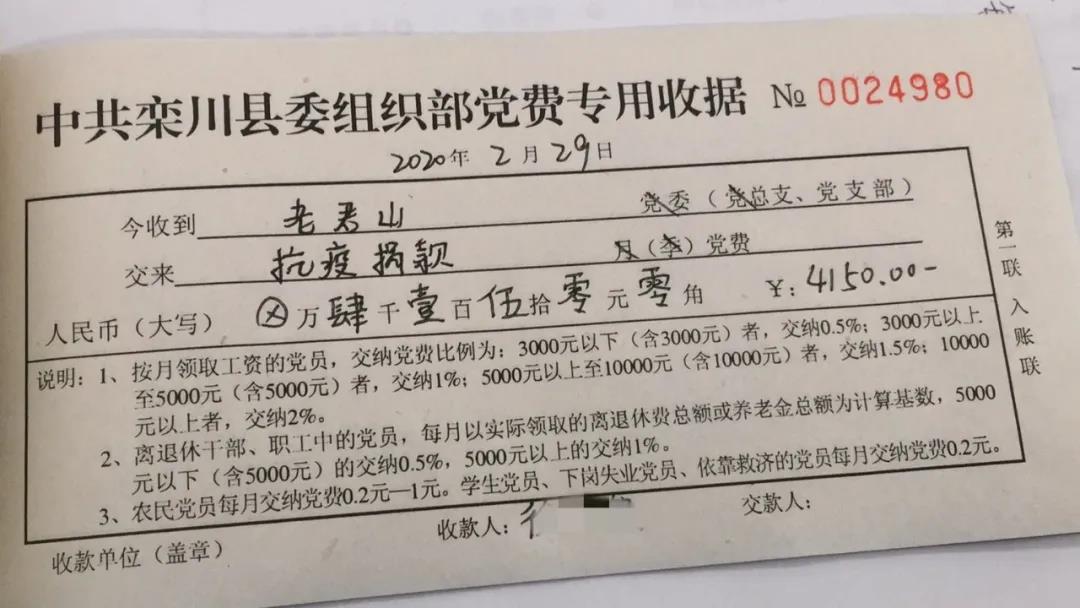 中共栾川县委组织部党费专用收据 № 0024980
2020年 2 月 29 日
今收到 老君山 党委（党总支、党支部）
交来 抗疫捐款 月（季）党费
人民币（大写） ⊗ 万 肆 千 壹 百 伍 拾 零 元 零 角 ¥：4150.00-
说明：1、按月领取工资的党员，交纳党费比例为：3000元以下（含3000元）者，交纳0.5%；3000元以上
至5000元（含5000元）者，交纳1%；5000元以上至10000元（含10000元）者，交纳1.5%；10000
元以上者，交纳2%。
2、离退休干部、职工中的党员，每月以实际领取的离退休费总额或养老金总额为计算基数，5000
元以下（含5000元）的交纳0.5%，5000元以上的交纳1%。
3、农民党员每月交纳党费0.2元—1元。学生党员、下岗失业党员、依靠救济的党员每月交纳党费0.2元。
收款单位（盖章） 收款人： 交款人：
第一联 入账联